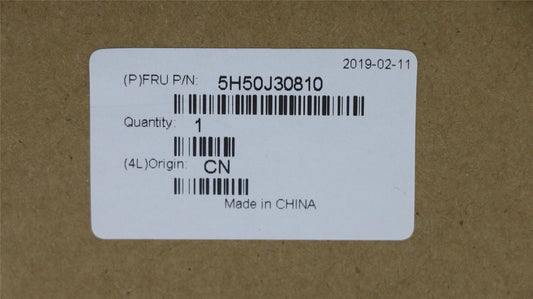 2019-02-11
(P)FRU P/N: 5H50J30810
Quantity: 1
(4L)Origin: CN
Made in CHINA